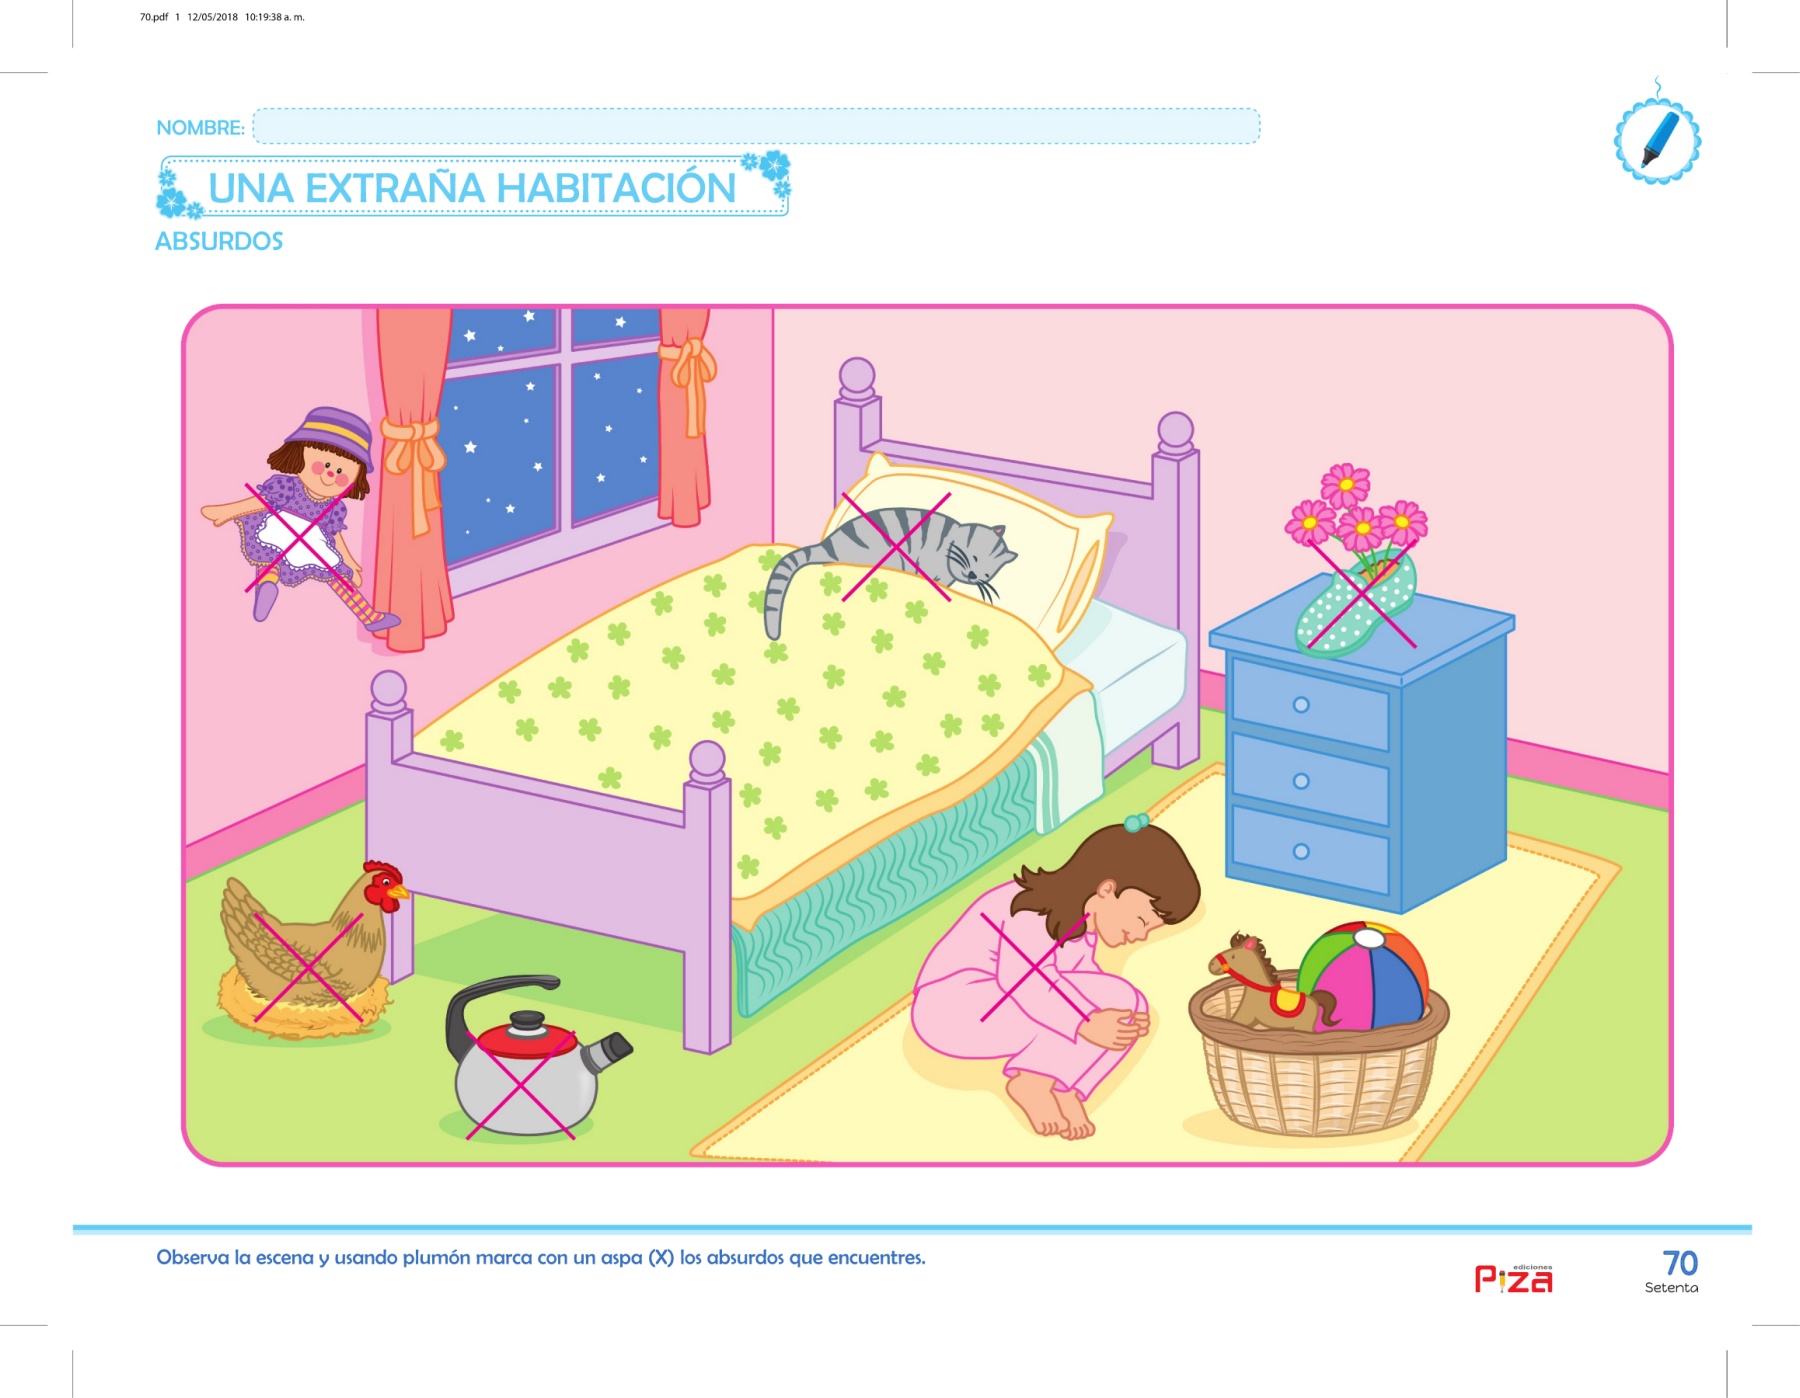 70.pdf 1 12/05/2018 10:19:38 a. m.
NOMBRE:
UNA EXTRAÑA HABITACIÓN
ABSURDOS
Observa la escena y usando plumón marca con un aspa (X) los absurdos que encuentres.
ediciones
Piza
70
Setenta